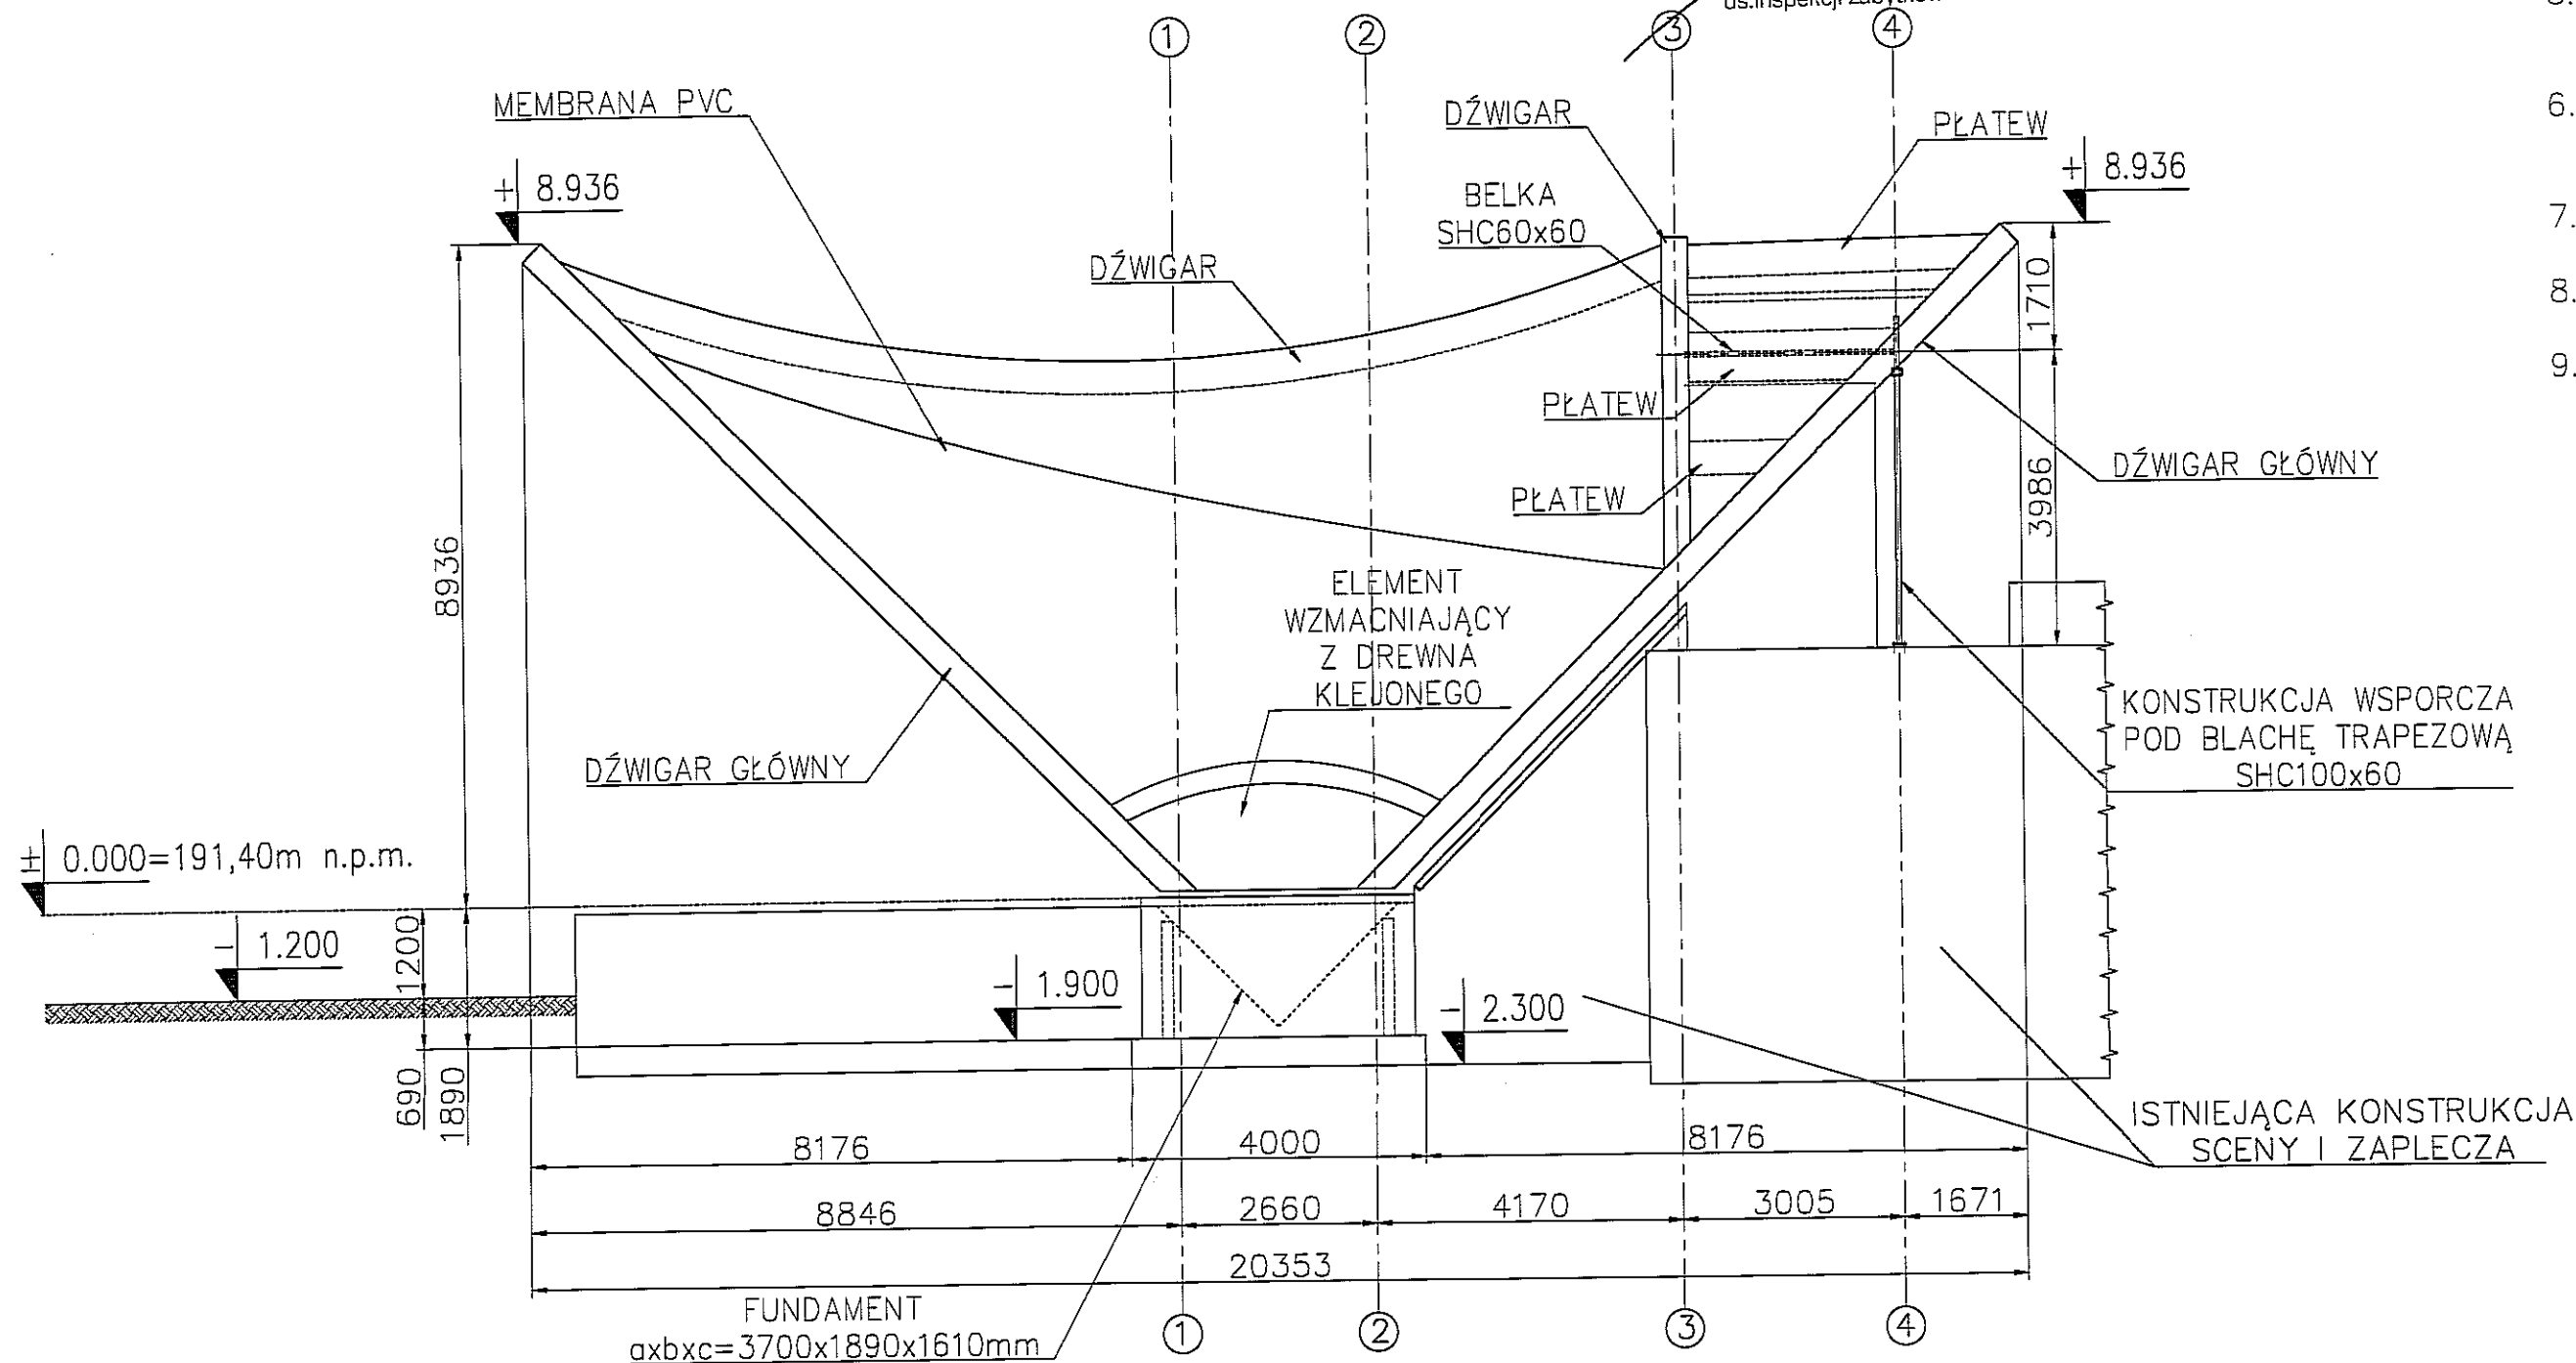 1
2
3
4
us.inspekcji
6.
7.
8.
9.
MEMBRANA PVC
DŹWIGAR
PŁATEW
+ 8.936
+ 8.936
BELKA
SHC60x60
DŹWIGAR
1710
PŁATEW
DŹWIGAR GŁÓWNY
PŁATEW
3986
8936
ELEMENT
WZMACNIAJĄCY
Z DREWNA
KLEJONEGO
KONSTRUKCJA WSPORCZA
POD BLACHĘ TRAPEZOWĄ
SHC100x60
DŹWIGAR GŁÓWNY
± 0.000=191,40m n.p.m.
- 1.200
1200
- 1.900
- 2.300
690
1890
ISTNIEJĄCA KONSTRUKCJA
SCENY I ZAPLECZA
8176
4000
8176
8846
2660
4170
3005
1671
20353
FUNDAMENT
axbxc=3700x1890x1610mm
1
2
3
4